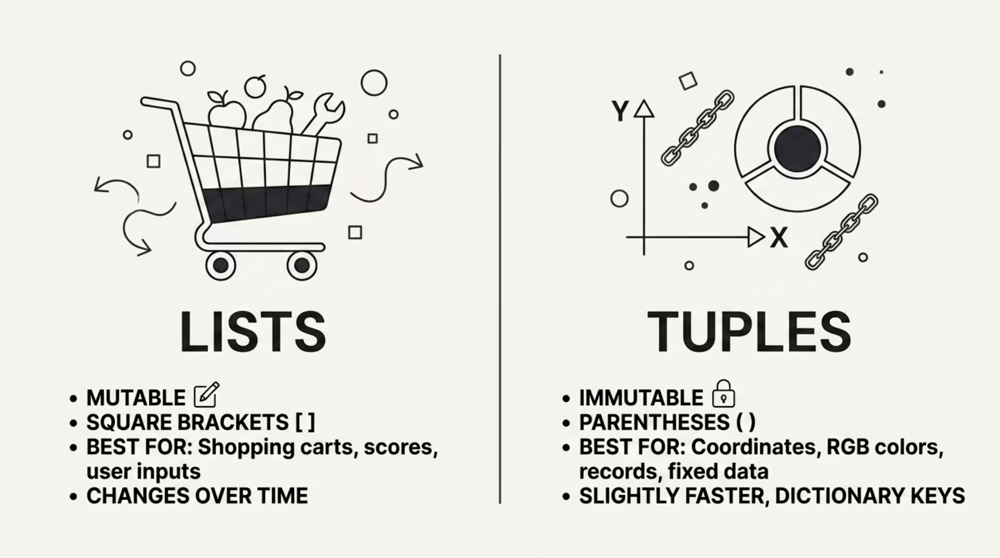 Y
X
LISTS
• MUTABLE
• SQUARE BRACKETS [ ]
• BEST FOR: Shopping carts, scores,
user inputs
• CHANGES OVER TIME
TUPLES
• IMMUTABLE
• PARENTHESES ( )
• BEST FOR: Coordinates, RGB colors,
records, fixed data
• SLIGHTLY FASTER, DICTIONARY KEYS